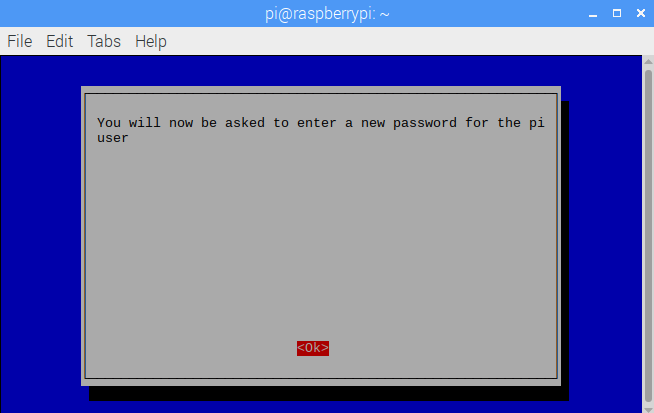 pi@raspberrypi: ~
File Edit Tabs Help
You will now be asked to enter a new password for the pi
user
<Ok>